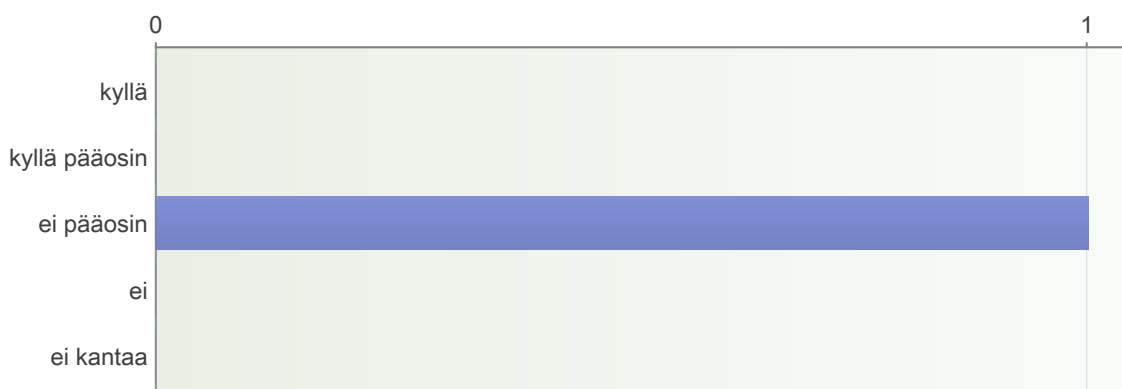 0 1
kyllä
kyllä pääosin
ei pääosin
ei
ei kantaa